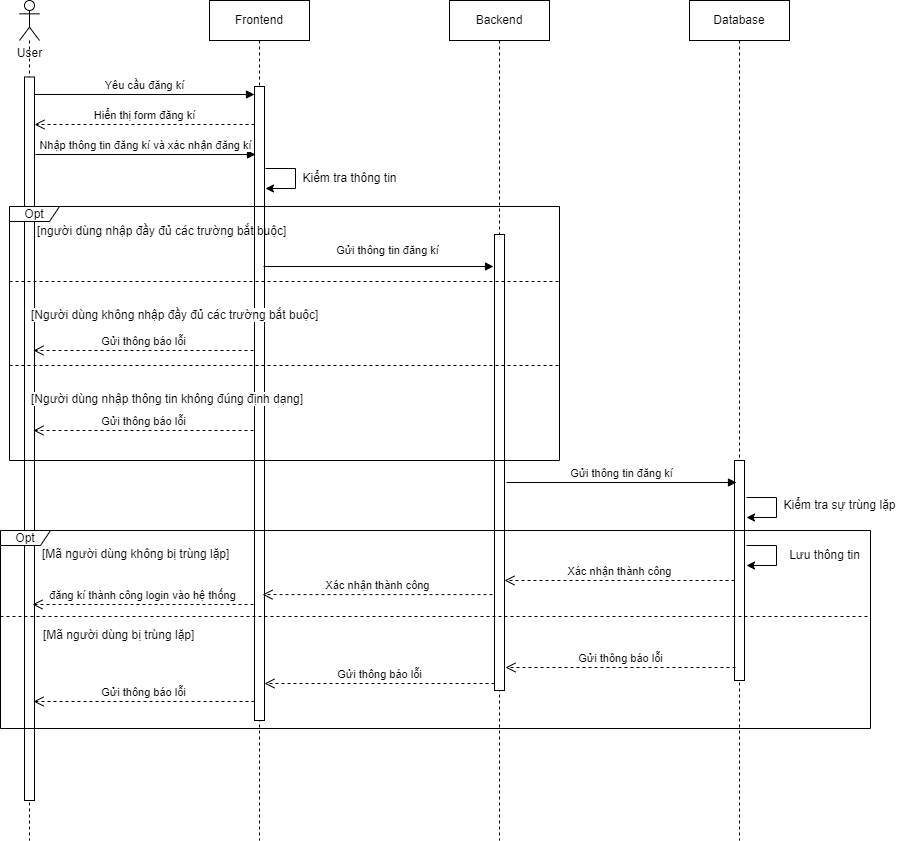 User
Frontend
Backend
Database
Yêu cầu đăng kí
Hiển thị form đăng kí
Nhập thông tin đăng kí và xác nhận đăng kí
Kiểm tra thông tin
Opt
[người dùng nhập đầy đủ các trường bắt buộc]
Gửi thông tin đăng kí
[Người dùng không nhập đầy đủ các trường bắt buộc]
Gửi thông báo lỗi
[Người dùng nhập thông tin không đúng định dạng]
Gửi thông báo lỗi
Gửi thông tin đăng kí
Kiểm tra sự trùng lặp
Opt
[Mã người dùng không bị trùng lặp]
Lưu thông tin
Xác nhận thành công
Xác nhận thành công
đăng kí thành công login vào hệ thống
[Mã người dùng bị trùng lặp]
Gửi thông báo lỗi
Gửi thông báo lỗi
Gửi thông báo lỗi